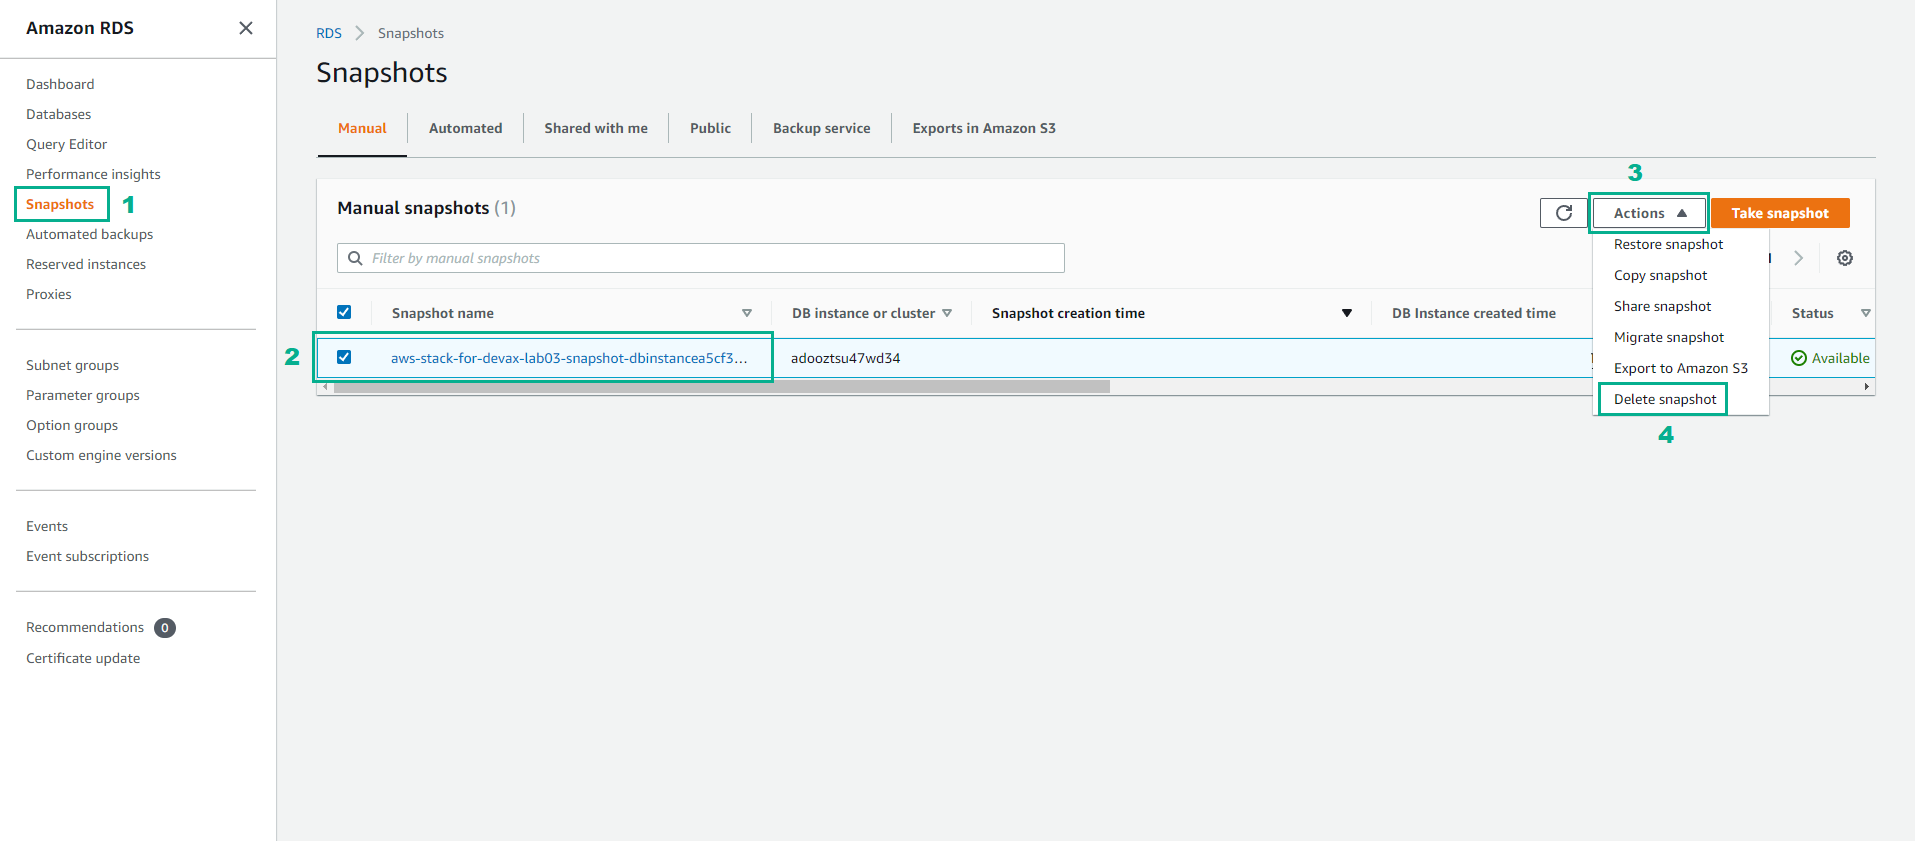 Amazon RDS
Dashboard
Databases
Query Editor
Performance insights
Snapshots 1
Automated backups
Reserved instances
Proxies
Subnet groups
Parameter groups
Option groups
Custom engine versions
Events
Event subscriptions
Recommendations 0
Certificate update
RDS Snapshots
Snapshots
Manual Automated Shared with me Public Backup service Exports in Amazon S3
3
Manual snapshots (1) Actions Take snapshot
Filter by manual snapshots
Restore snapshot
Copy snapshot
Share snapshot
Migrate snapshot
Export to Amazon S3
Delete snapshot
4
Snapshot name DB instance or cluster Snapshot creation time DB Instance created time Status
2 aws-stack-for-devax-lab03-snapshot-dbinstancea5cf3... adooztsu47wd34 Available